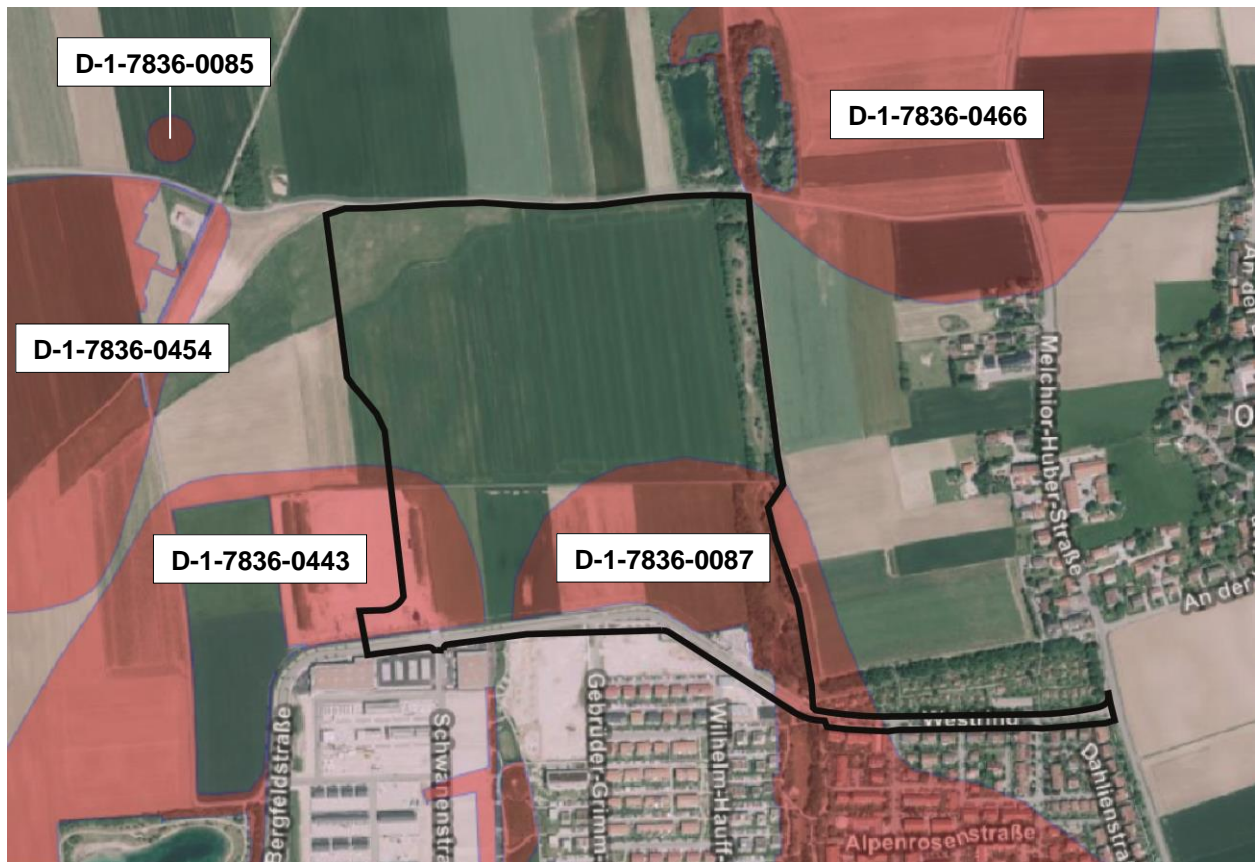 D-1-7836-0085
D-1-7836-0466
D-1-7836-0454
Melchior-Huber-Straße
D-1-7836-0443
D-1-7836-0087
An der
Westring
Bergfeldstraße
Schwanenstra
Gebrüder-Grimm-
Wilhelm-Hauff-
Dahlienstra
Alpenrosenstraße